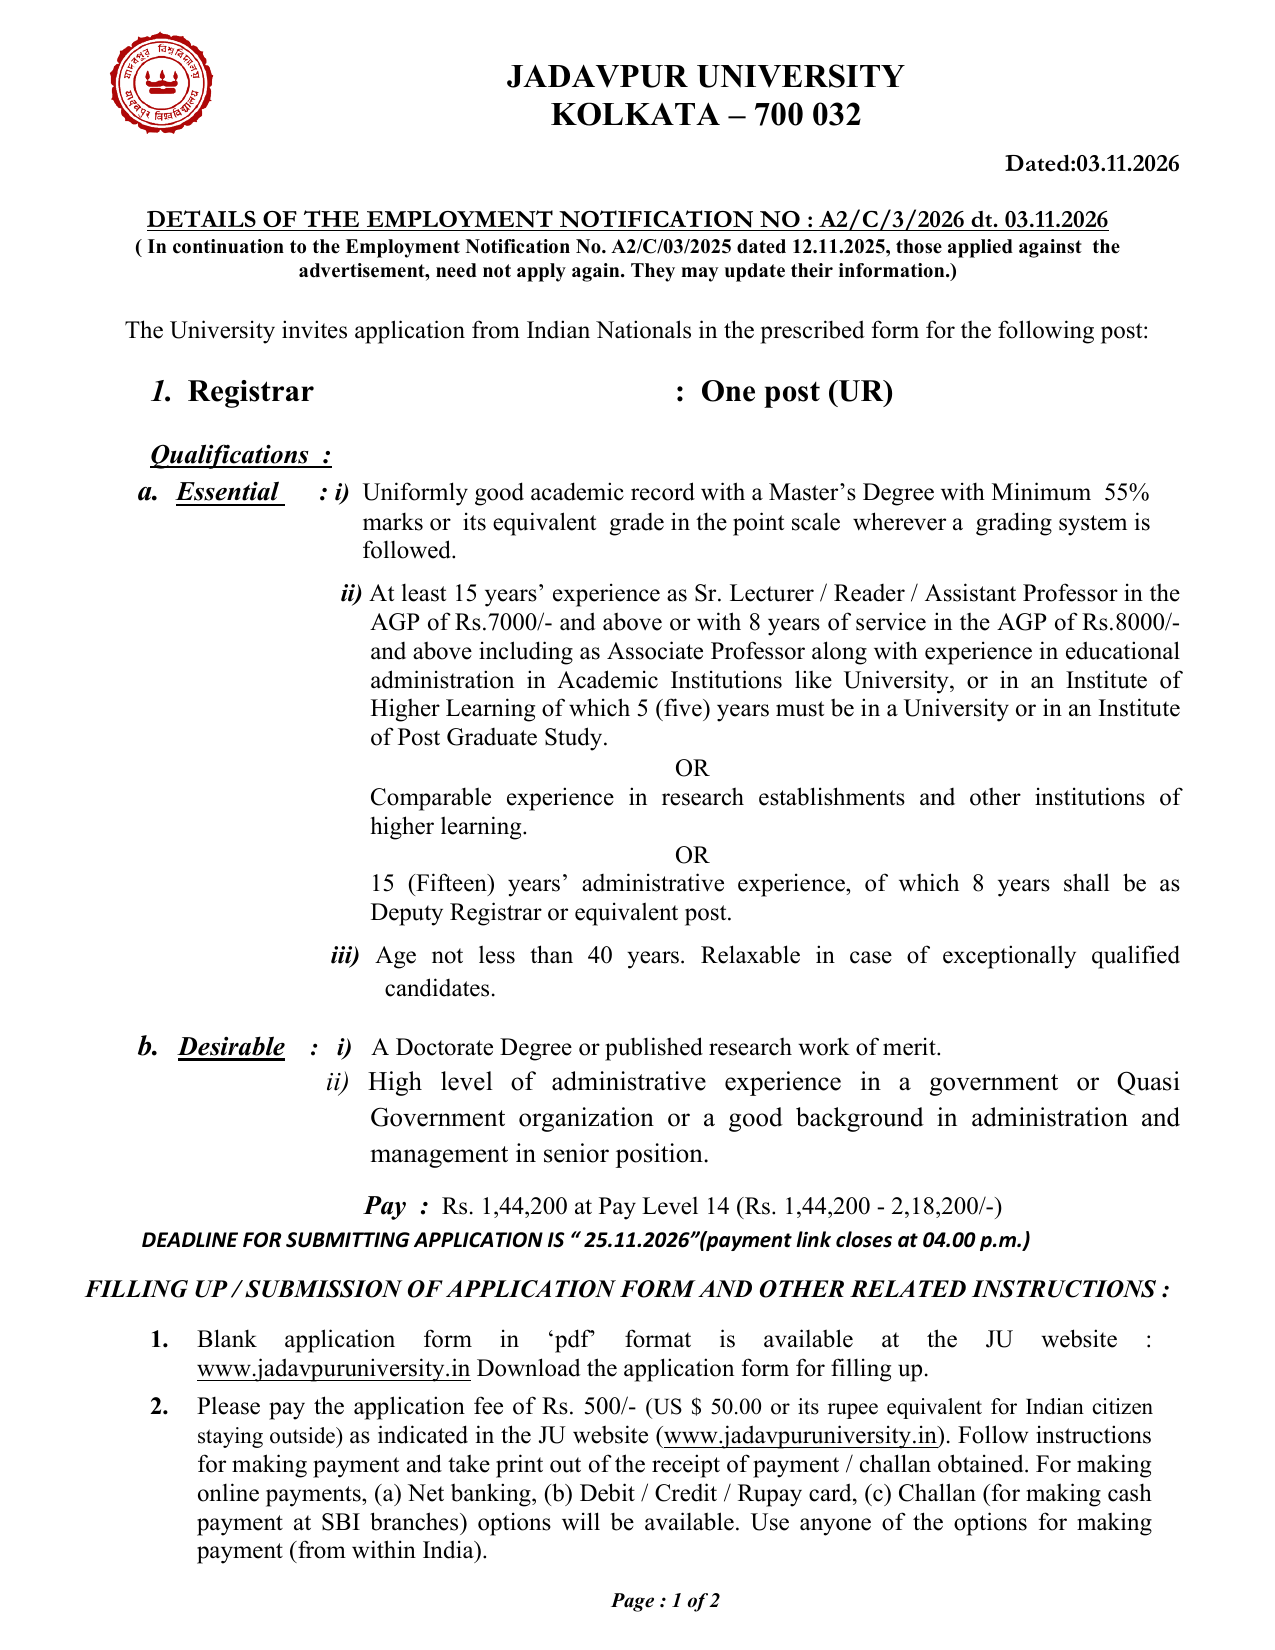 যাদবপুর বিশ্ববিদ্যালয়
JADAVPUR UNIVERSITY
KOLKATA – 700 032
Dated:03.11.2026
DETAILS OF THE EMPLOYMENT NOTIFICATION NO : A2/C/3/2026 dt. 03.11.2026
( In continuation to the Employment Notification No. A2/C/03/2025 dated 12.11.2025, those applied against the
advertisement, need not apply again. They may update their information.)
The University invites application from Indian Nationals in the prescribed form for the following post:
1. Registrar : One post (UR)
Qualifications :
a. Essential : i) Uniformly good academic record with a Master’s Degree with Minimum 55%
marks or its equivalent grade in the point scale wherever a grading system is
followed.
ii) At least 15 years’ experience as Sr. Lecturer / Reader / Assistant Professor in the
AGP of Rs.7000/- and above or with 8 years of service in the AGP of Rs.8000/-
and above including as Associate Professor along with experience in educational
administration in Academic Institutions like University, or in an Institute of
Higher Learning of which 5 (five) years must be in a University or in an Institute
of Post Graduate Study.
OR
Comparable experience in research establishments and other institutions of
higher learning.
OR
15 (Fifteen) years’ administrative experience, of which 8 years shall be as
Deputy Registrar or equivalent post.
iii) Age not less than 40 years. Relaxable in case of exceptionally qualified
candidates.
b. Desirable : i) A Doctorate Degree or published research work of merit.
ii) High level of administrative experience in a government or Quasi
Government organization or a good background in administration and
management in senior position.
Pay : Rs. 1,44,200 at Pay Level 14 (Rs. 1,44,200 - 2,18,200/-)
DEADLINE FOR SUBMITTING APPLICATION IS “ 25.11.2026”(payment link closes at 04.00 p.m.)
FILLING UP / SUBMISSION OF APPLICATION FORM AND OTHER RELATED INSTRUCTIONS :
1. Blank application form in ‘pdf’ format is available at the JU website :
www.jadavpuruniversity.in Download the application form for filling up.
2. Please pay the application fee of Rs. 500/- (US $ 50.00 or its rupee equivalent for Indian citizen
staying outside) as indicated in the JU website (www.jadavpuruniversity.in). Follow instructions
for making payment and take print out of the receipt of payment / challan obtained. For making
online payments, (a) Net banking, (b) Debit / Credit / Rupay card, (c) Challan (for making cash
payment at SBI branches) options will be available. Use anyone of the options for making
payment (from within India).
Page : 1 of 2